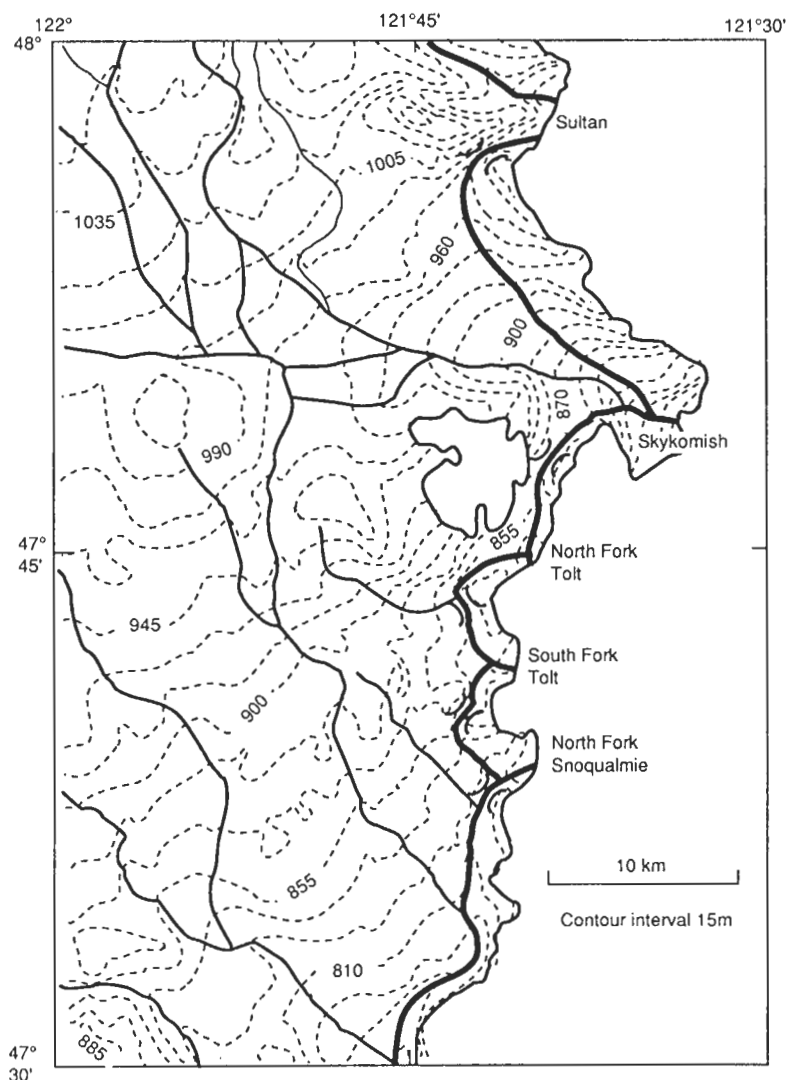 122°
121°45'
121°30'
48°
Sultan
1005
1035
960
900
870
990
Skykomish
855
47°
45'
North Fork
Tolt
945
South Fork
Tolt
900
North Fork
Snoqualmie
10 km
855
Contour interval 15m
810
885
47°
30'